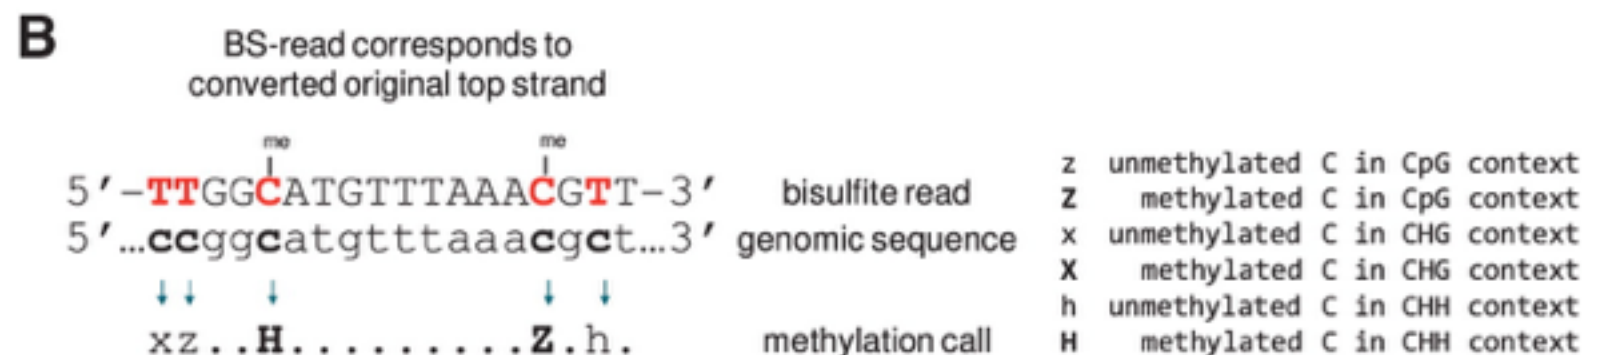 B
BS-read corresponds to
converted original top strand
me me
5′-TTGGCATGTTTAAACGTT-3′ bisulfite read
5′…ccggcatgtttaaacgct…3′ genomic sequence
xz..H..........Z.h. methylation call
z unmethylated C in CpG context
Z methylated C in CpG context
x unmethylated C in CHG context
X methylated C in CHG context
h unmethylated C in CHH context
H methylated C in CHH context